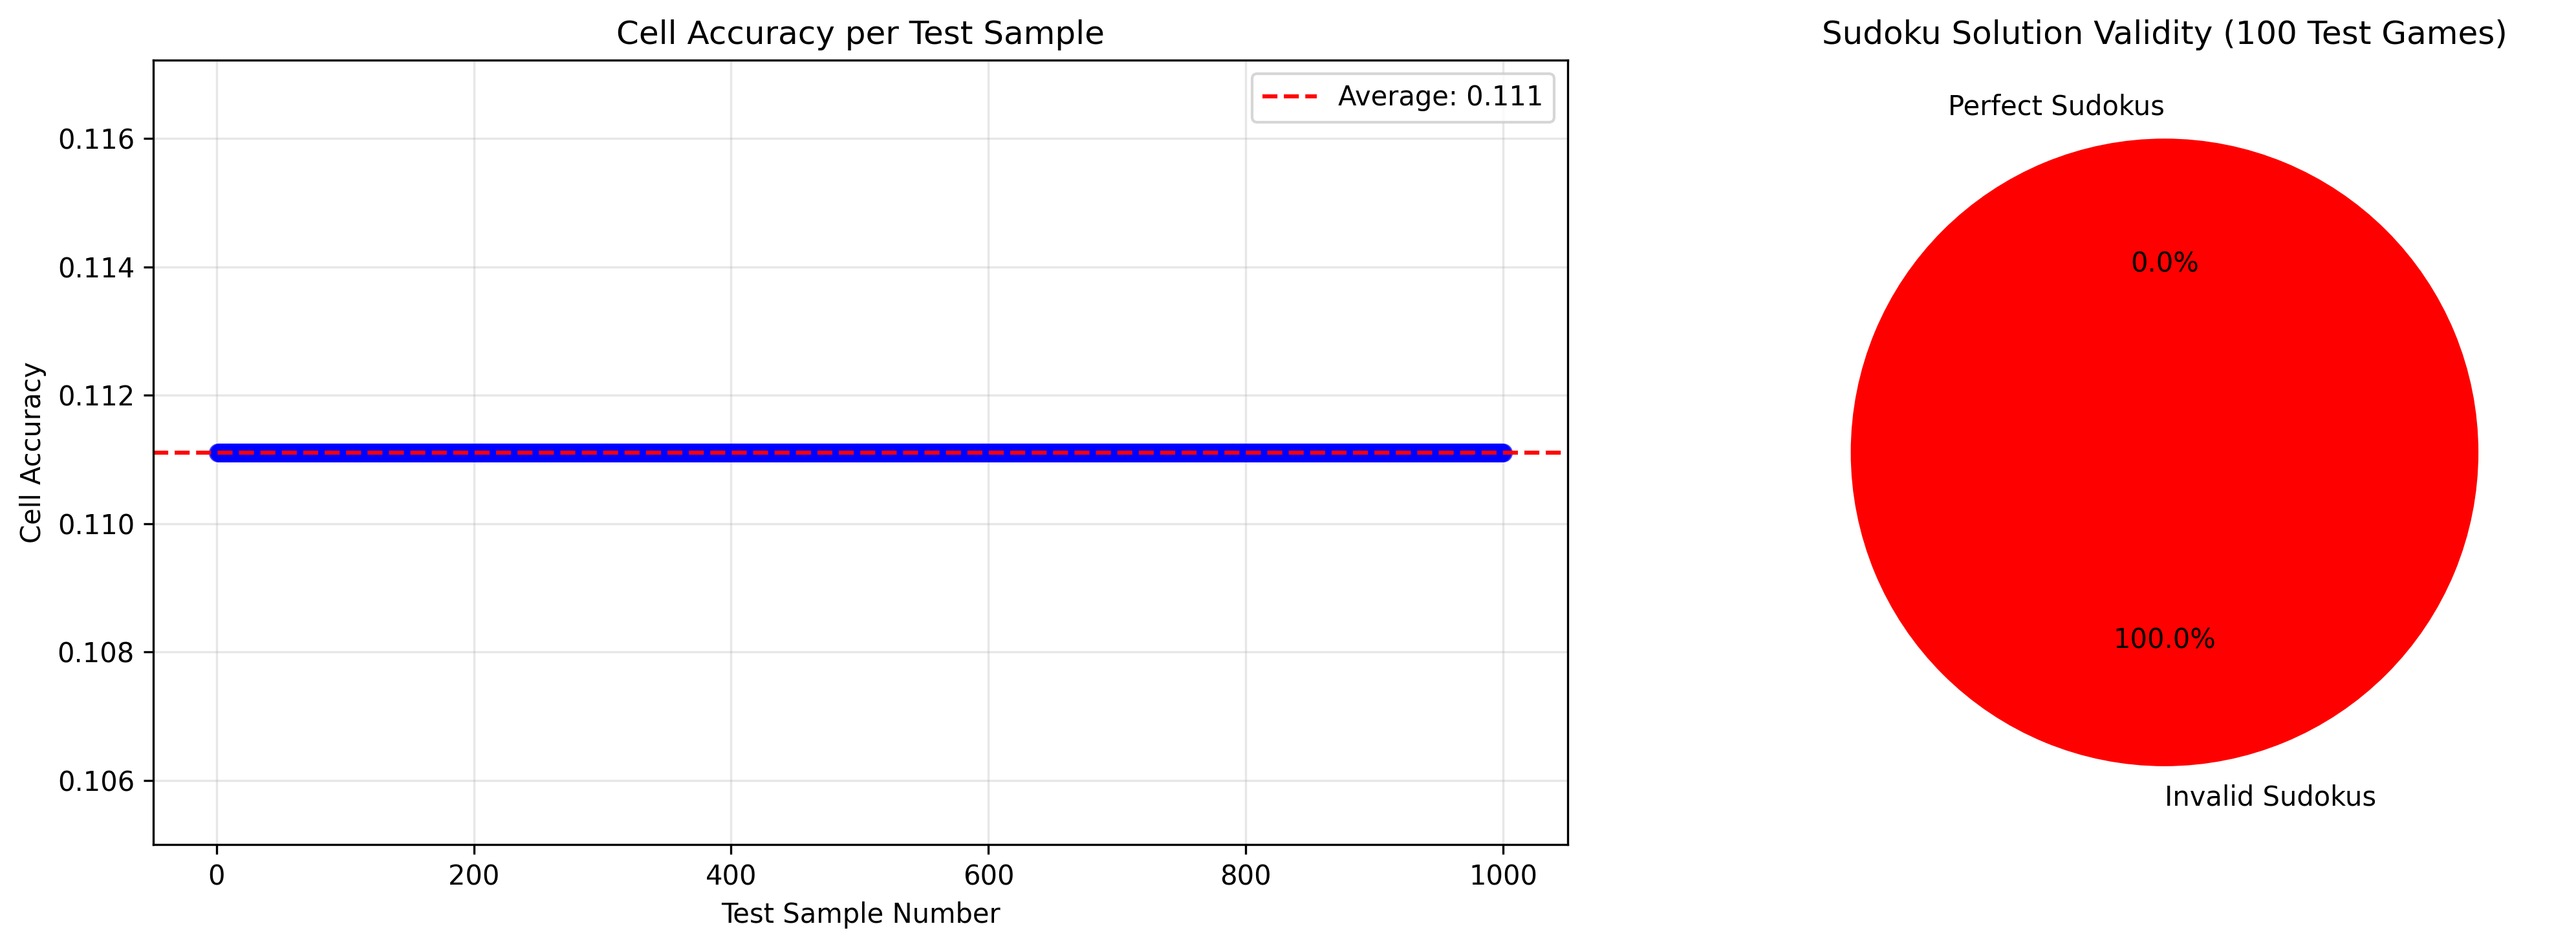 Cell Accuracy per Test Sample
Average: 0.111
0.116
0.114
0.112
0.110
0.108
0.106
Cell Accuracy
0 200 400 600 800 1000
Test Sample Number
Sudoku Solution Validity (100 Test Games)
Perfect Sudokus
0.0%
100.0%
Invalid Sudokus